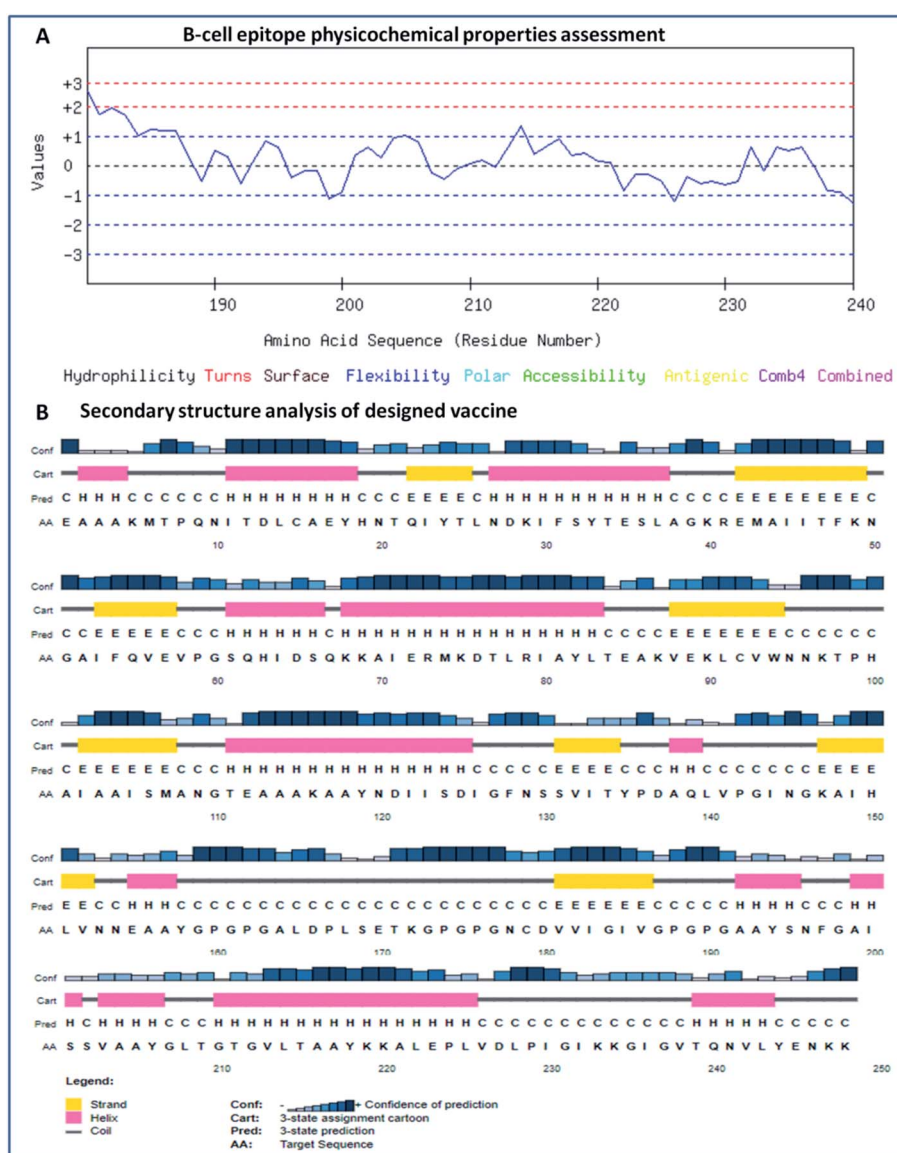 A B-cell epitope physicochemical properties assessment
+3
+2
+1
0
-1
-2
-3
Values
190 200 210 220 230 240
Amino Acid Sequence (Residue Number)
Hydrophilicity Turns Surface Flexibility Polar Accessibility Antigenic Comb4 Combined
B Secondary structure analysis of designed vaccine
Conf
Cart
Pred C H H H C C C C C C H H H H H H H H C C C E E E E C H H H H H H H H H H H C C C C E E E E E E E E C
AA E A A A K M T P Q N I T D L C A E Y H N T Q I Y T L N D K I F S Y T E S L A G K R E M A I I T F K N
10 20 30 40 50
Conf
Cart
Pred C C E E E E E C C C H H H H H H C H H H H H H H H H H H H H H H H C C C C E E E E E E E C C C C C C
AA G A I F Q V E V P G S Q H I D S Q K K A I E R M K D T L R I A Y L T E A K V E K L C V W N N K T P H
60 70 80 90 100
Conf
Cart
Pred C E E E E E E C C C H H H H H H H H H H H H H H H C C C C C E E E E C C C H H C C C C C C C E E E E
AA A I A A I S M A N G T E A A A K A A Y N D I I S D I G F N S S V I T Y P D A Q L V P G I N G K A I H
110 120 130 140 150
Conf
Cart
Pred E E C C H H H C C C C C C C C C C C C C C C C C C C C C C C E E E E E E C C C C C H H H H C C C H H
AA L V N N E A A Y G P G P G A L D P L S E T K G P G P G N C D V V I G I V G P G P G A A Y S N F G A I
160 170 180 190 200
Conf
Cart
Pred H C H H H H C C C H H H H H H H H H H H H H H H H C C C C C C C C C C C C C H H H H H C C C C C
AA S S V A A Y G L T G T G V L T A A Y K K A L E P L V D L P I G I K K G I G V T Q N V L Y E N K K
210 220 230 240 250
Legend:
Strand
Helix
Coil
Conf: - + Confidence of prediction
Cart: 3-state assignment cartoon
Pred: 3-state prediction
AA: Target Sequence